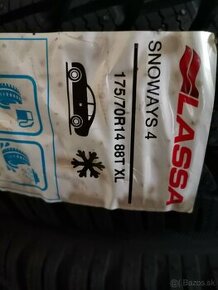 LASSA
SNOWAYS 4
175/70R14 88T XL
Bazos.sk